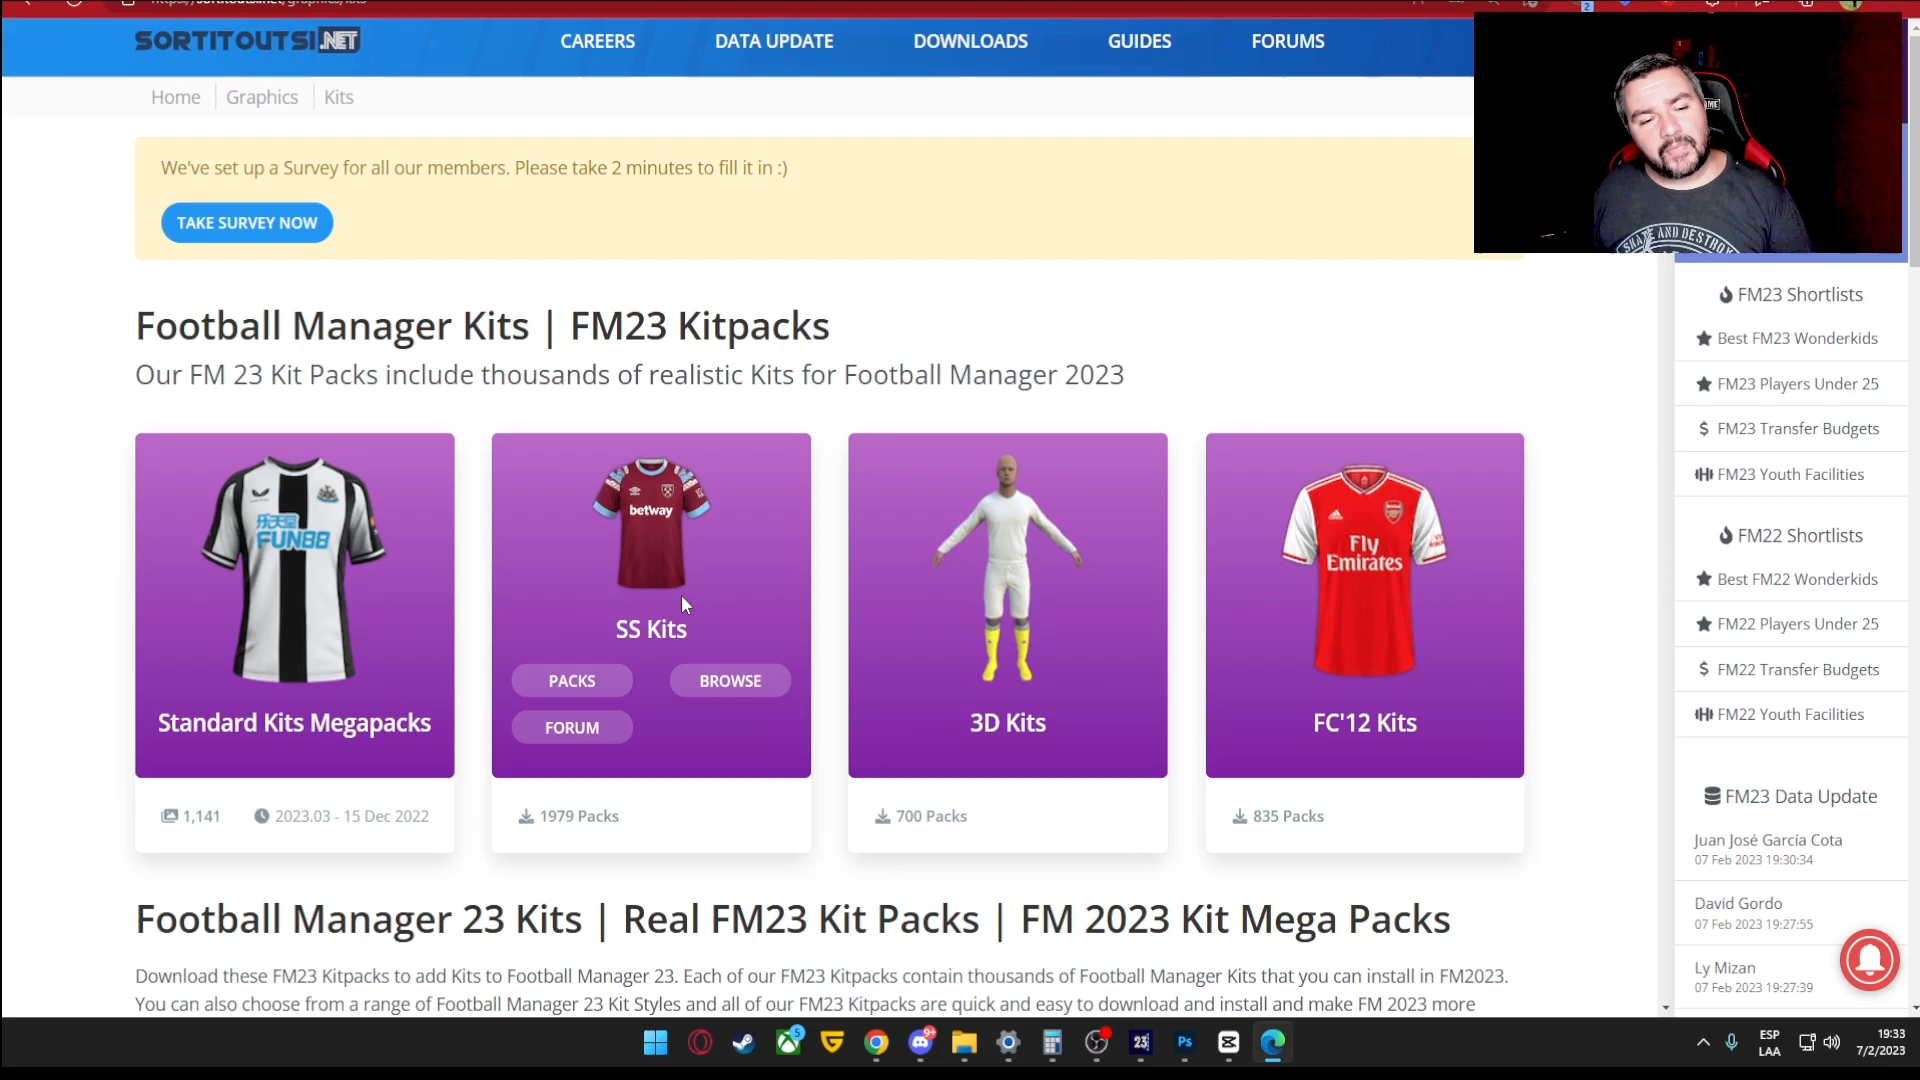 SORTITOUTSI.NET
CAREERS
DATA UPDATE
DOWNLOADS
GUIDES
FORUMS
Home
Graphics
Kits
We've set up a Survey for all our members. Please take 2 minutes to fill it in :)
TAKE SURVEY NOW
SKATE AND DESTROY
Football Manager Kits | FM23 Kitpacks
Our FM 23 Kit Packs include thousands of realistic Kits for Football Manager 2023
乐天堂
FUN88
Standard Kits Megapacks
1,141
2023.03 - 15 Dec 2022
betway
SS Kits
PACKS
BROWSE
FORUM
1979 Packs
3D Kits
700 Packs
Fly
Emirates
FC'12 Kits
835 Packs
Football Manager 23 Kits | Real FM23 Kit Packs | FM 2023 Kit Mega Packs
Download these FM23 Kitpacks to add Kits to Football Manager 23. Each of our FM23 Kitpacks contain thousands of Football Manager Kits that you can install in FM2023.
You can also choose from a range of Football Manager 23 Kit Styles and all of our FM23 Kitpacks are quick and easy to download and install and make FM 2023 more
FM23 Shortlists
Best FM23 Wonderkids
FM23 Players Under 25
$ FM23 Transfer Budgets
FM23 Youth Facilities
FM22 Shortlists
Best FM22 Wonderkids
FM22 Players Under 25
$ FM22 Transfer Budgets
FM22 Youth Facilities
FM23 Data Update
Juan José García Cota
07 Feb 2023 19:30:34
David Gordo
07 Feb 2023 19:27:55
Ly Mizan
07 Feb 2023 19:27:39
2
5
9+
23
Ps
ESP
LAA
19:33
7/2/2023